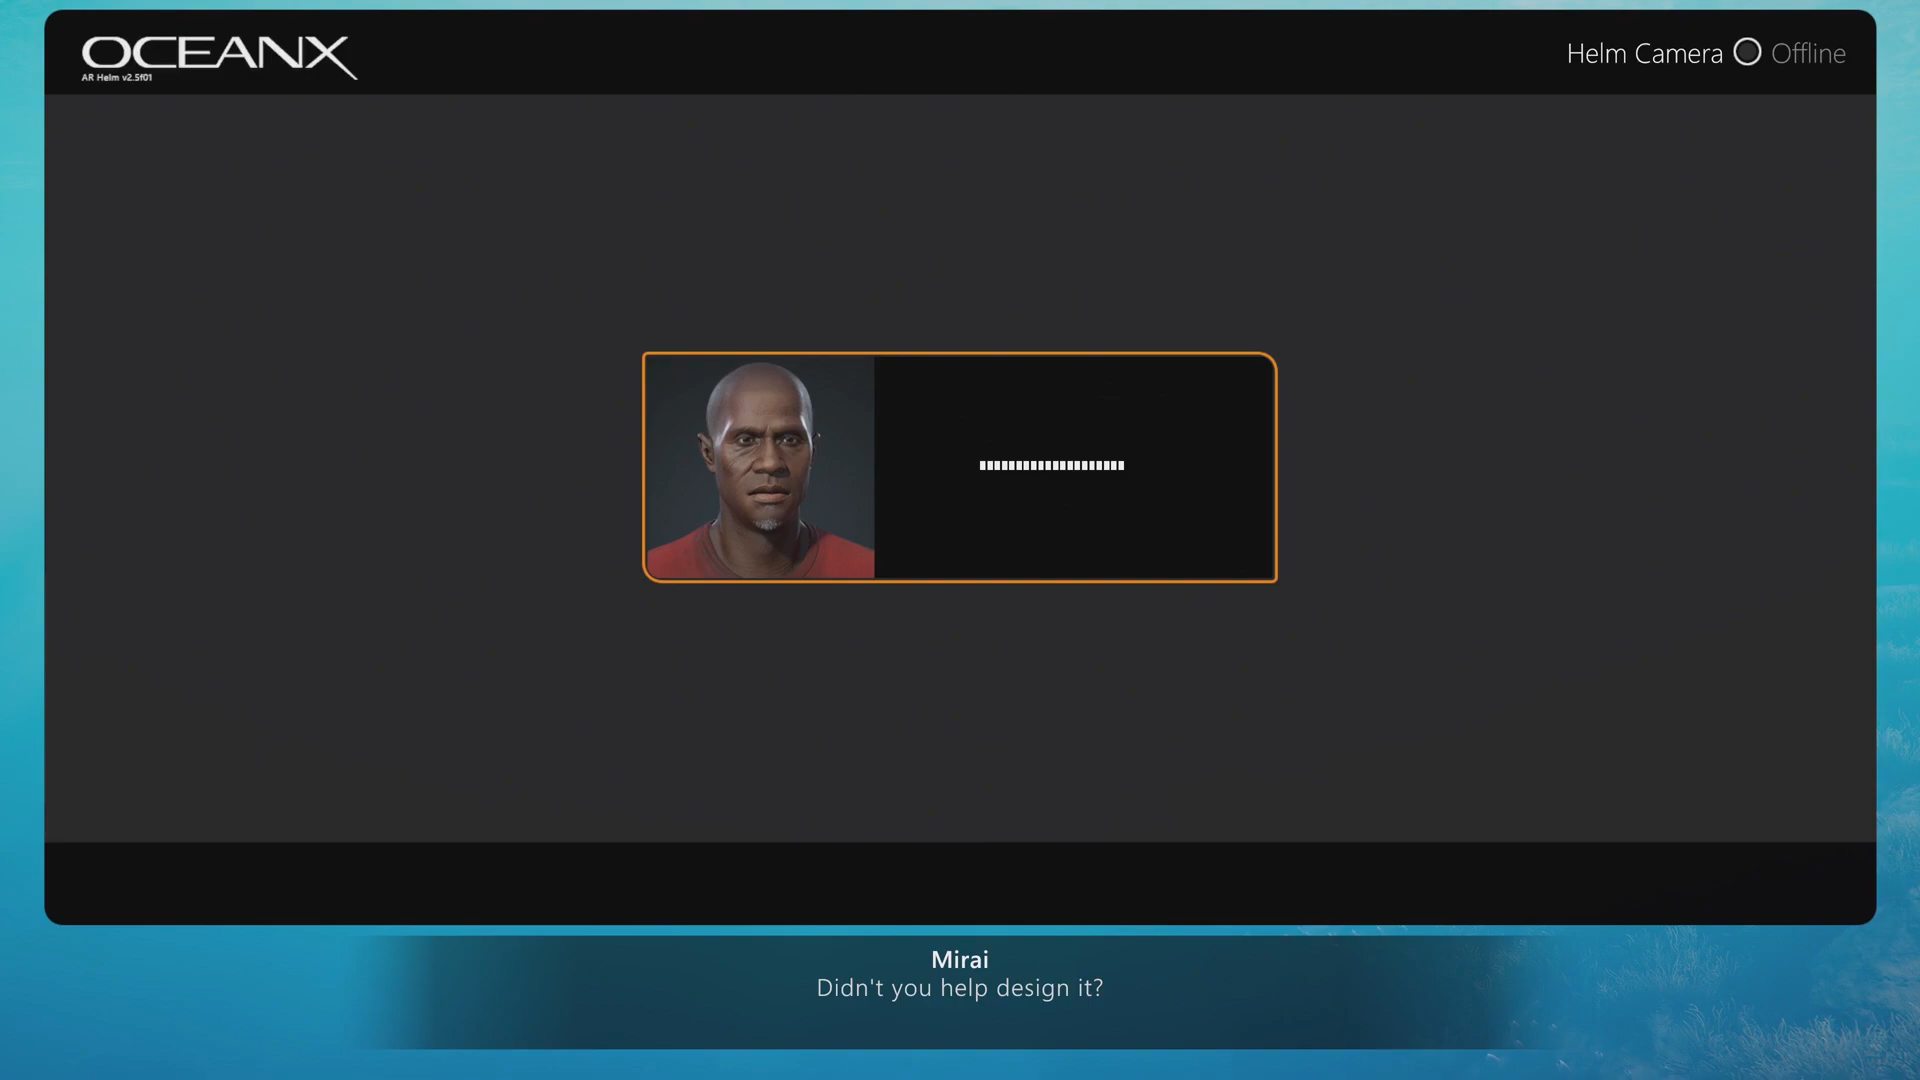 OCEANX
AR Helm v2.5f01
Helm Camera Offline
Mirai
Didn't you help design it?